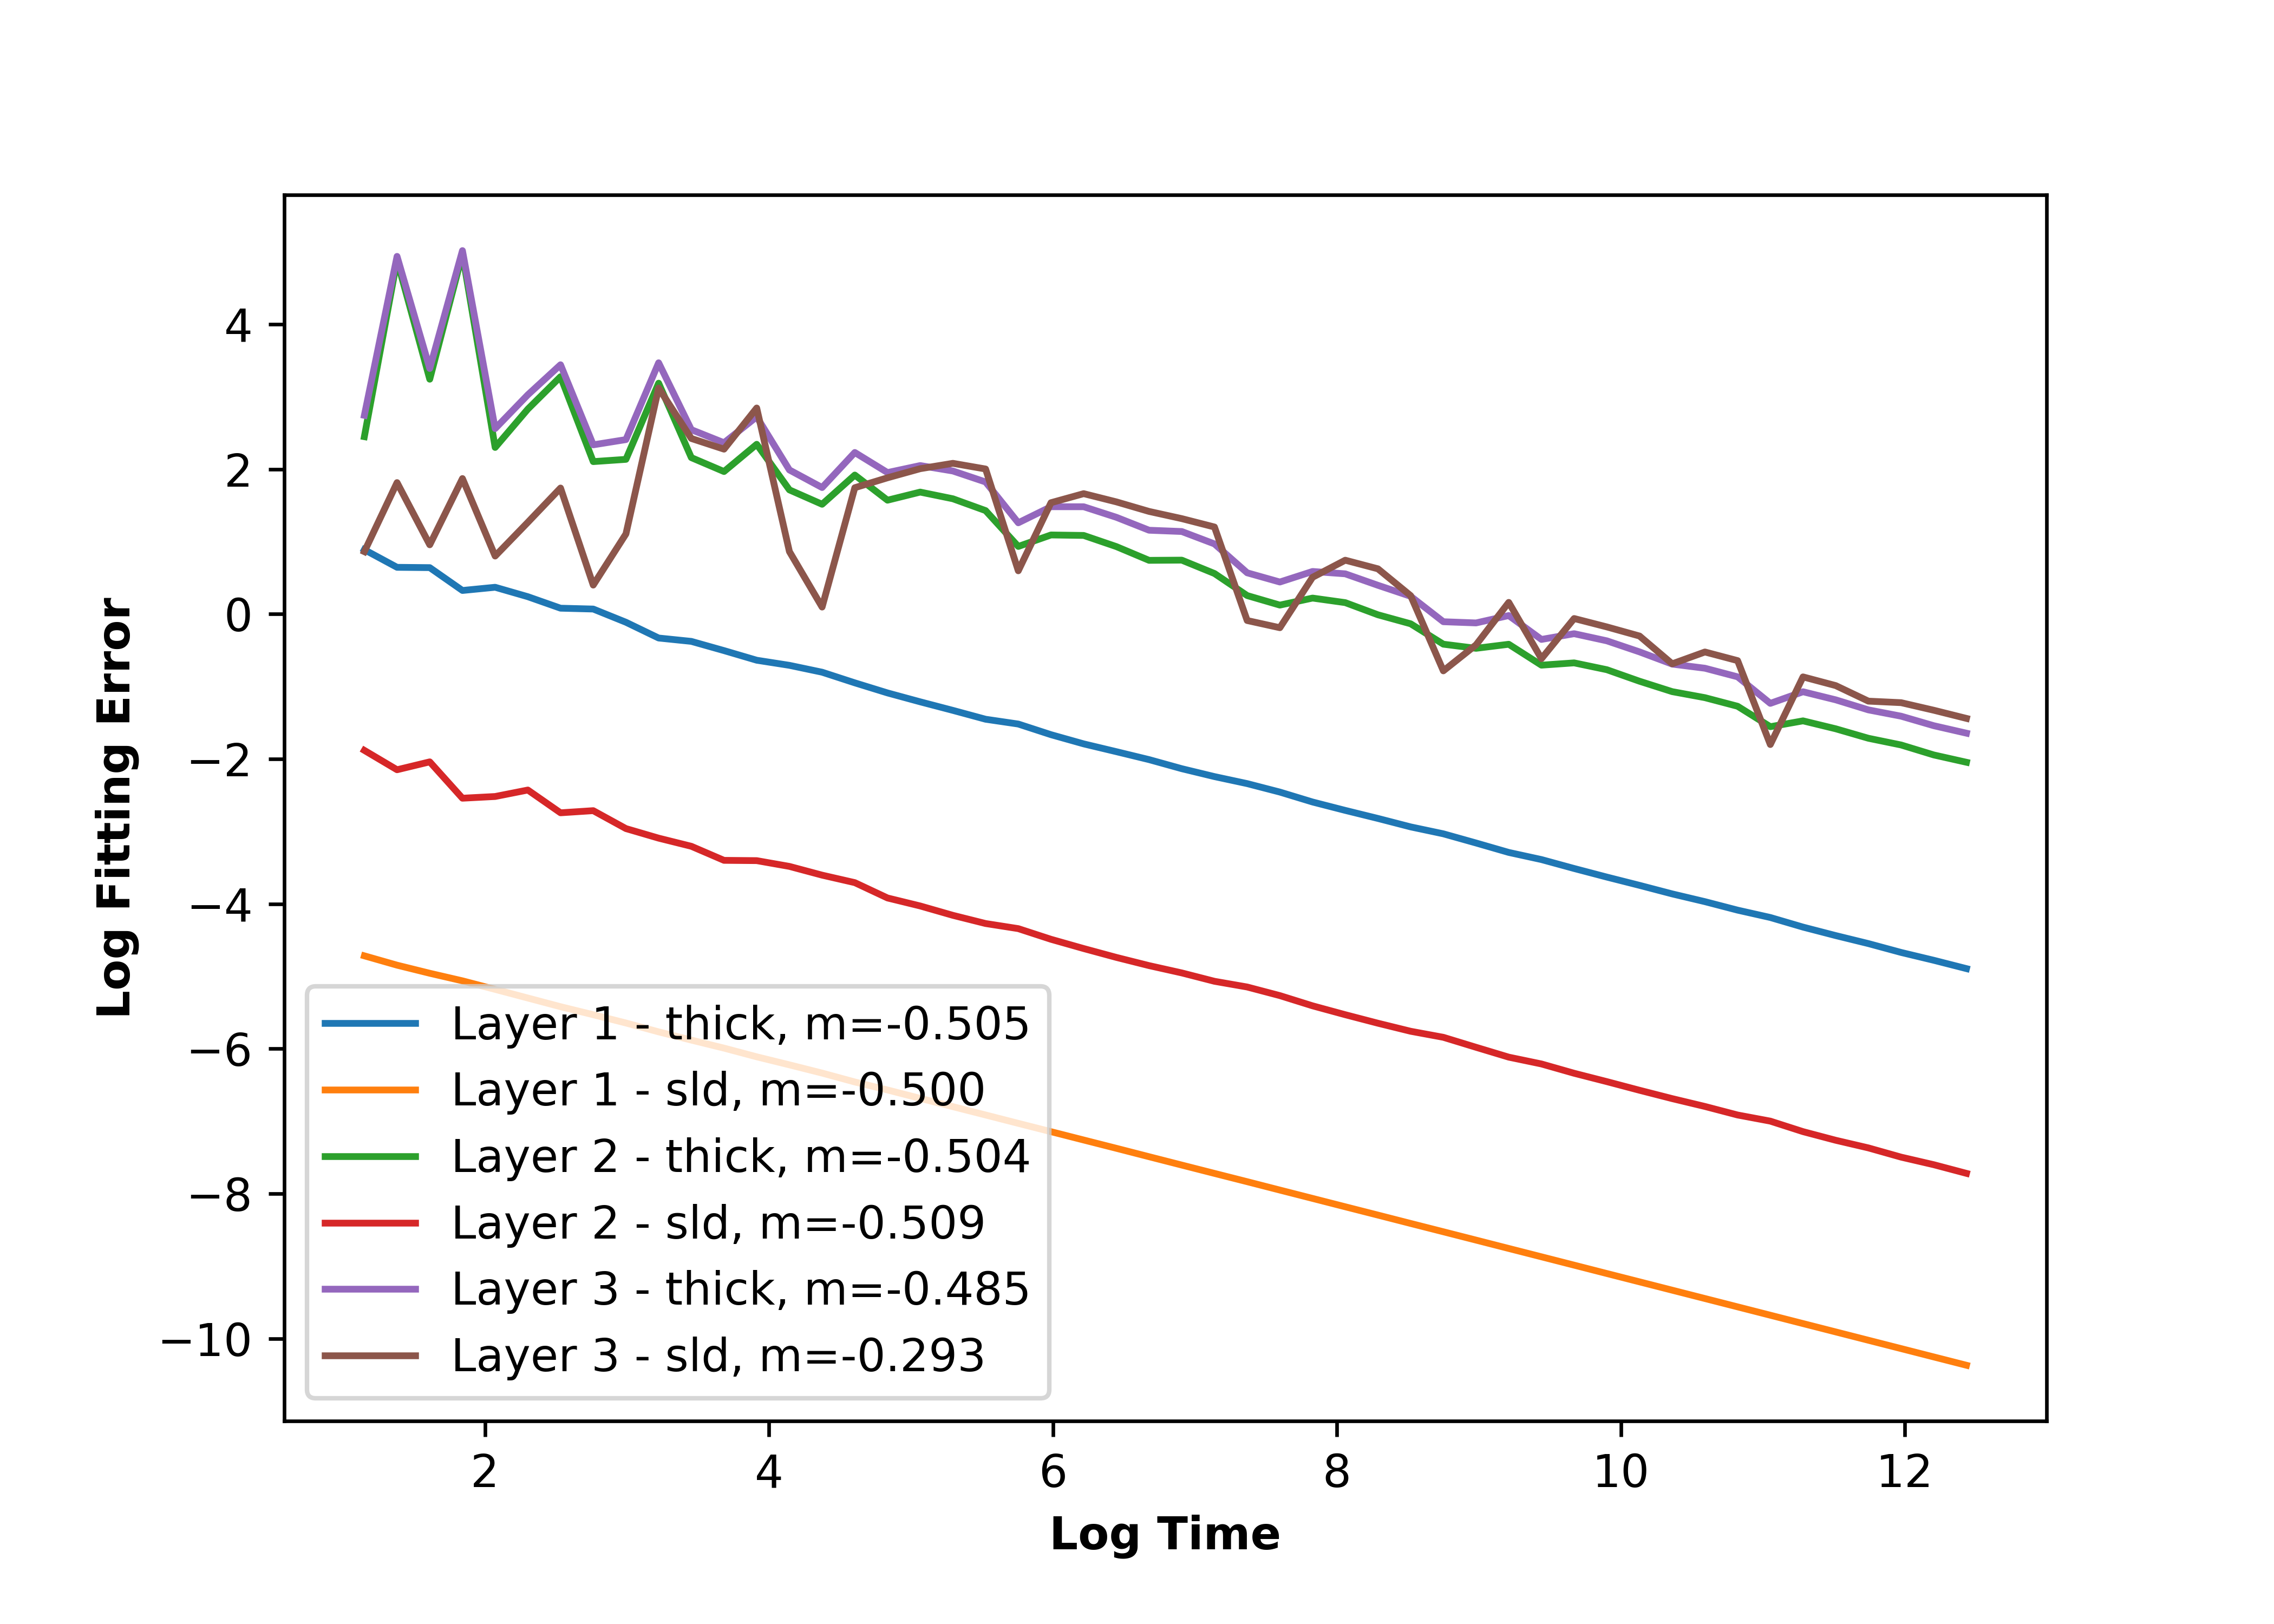 4
2
0
−2
−4
−6
−8
−10
Log Fitting Error
Layer 1 - thick, m=-0.505
Layer 1 - sld, m=-0.500
Layer 2 - thick, m=-0.504
Layer 2 - sld, m=-0.509
Layer 3 - thick, m=-0.485
Layer 3 - sld, m=-0.293
2 4 6 8 10 12
Log Time